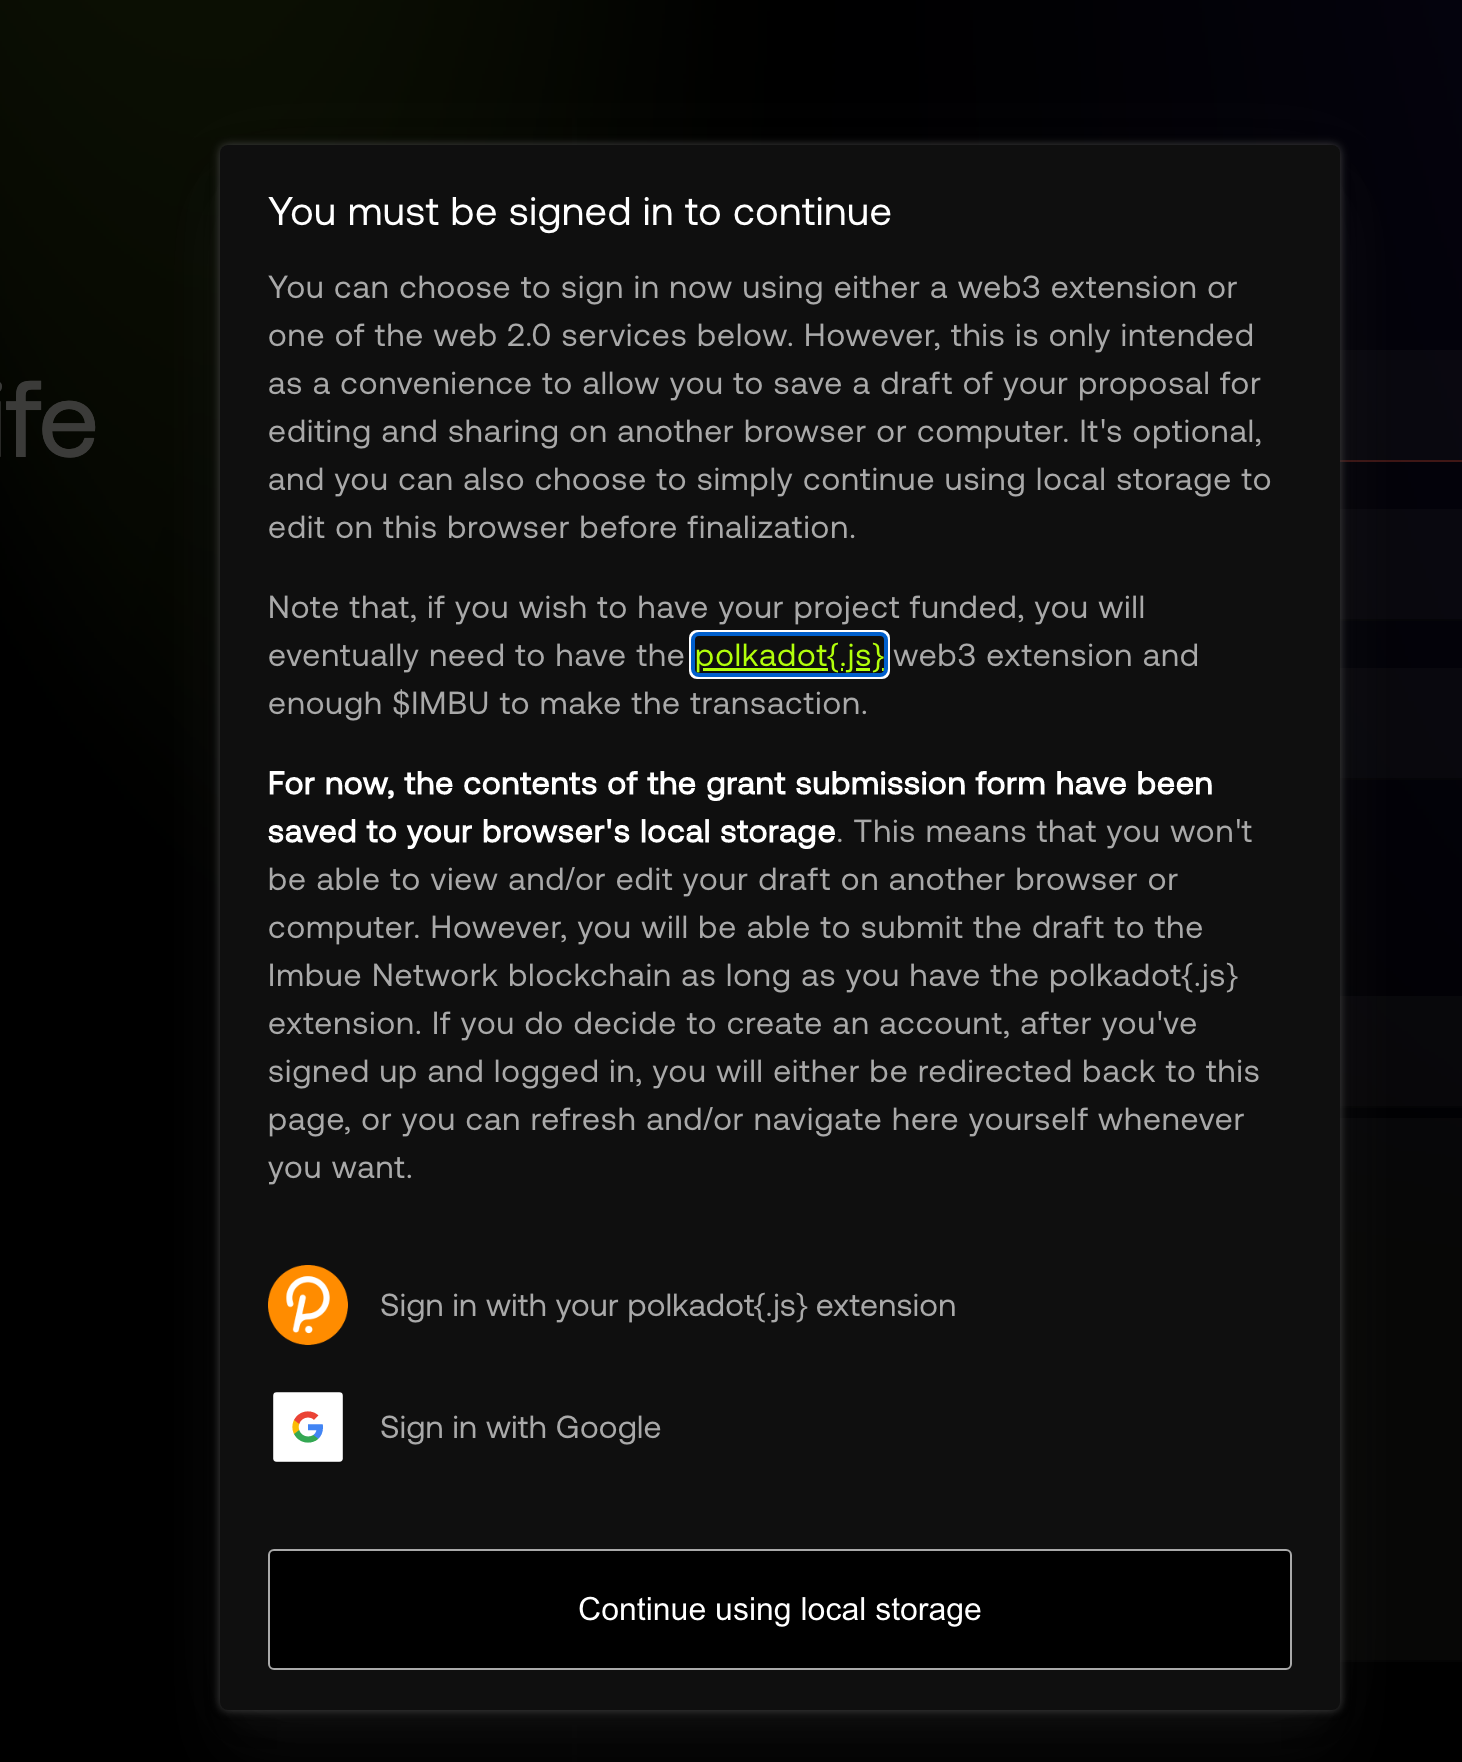 You must be signed in to continue
You can choose to sign in now using either a web3 extension or
one of the web 2.0 services below. However, this is only intended
as a convenience to allow you to save a draft of your proposal for
editing and sharing on another browser or computer. It's optional,
and you can also choose to simply continue using local storage to
edit on this browser before finalization.
ife
Note that, if you wish to have your project funded, you will
eventually need to have the polkadot{.js} web3 extension and
enough $IMBU to make the transaction.
For now, the contents of the grant submission form have been
saved to your browser's local storage. This means that you won't
be able to view and/or edit your draft on another browser or
computer. However, you will be able to submit the draft to the
Imbue Network blockchain as long as you have the polkadot{.js}
extension. If you do decide to create an account, after you've
signed up and logged in, you will either be redirected back to this
page, or you can refresh and/or navigate here yourself whenever
you want.
Sign in with your polkadot{.js} extension
Sign in with Google
Continue using local storage